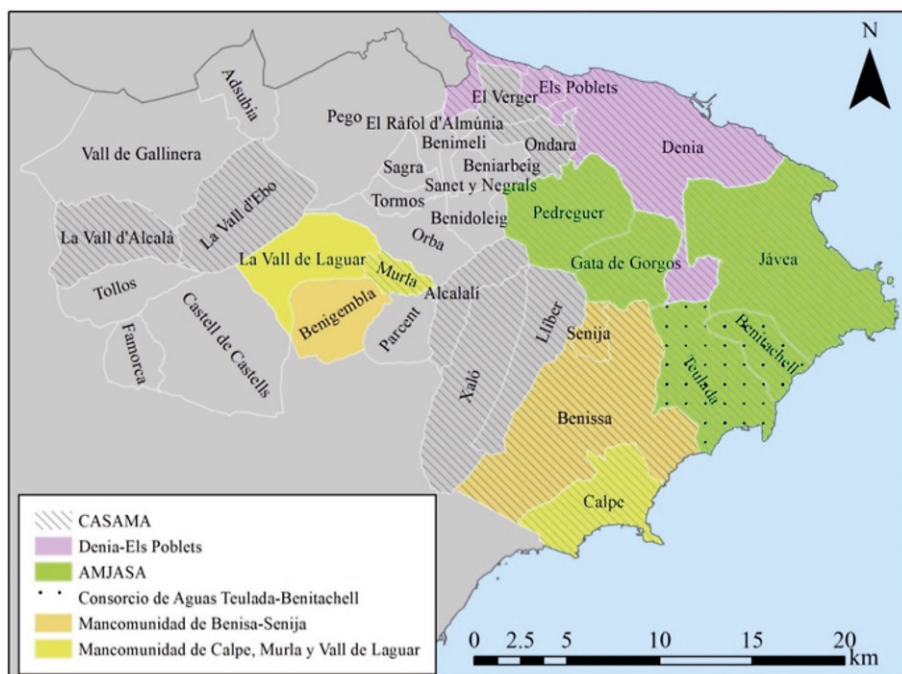 N
Adsubia
El Verger
Els Poblets
Pego
El Ràfol d'Almúnia
Benimeli
Ondara
Denia
Vall de Gallinera
Sagra
Beniarbeig
Sanet y Negrals
Tormos
La Vall d'Ebo
Benidoleig
Pedreguer
La Vall d'Alcalà
Orba
La Vall de Laguar
Gata de Gorgos
Jávea
Murla
Tollos
Alcalalí
Benigembla
Castell de Castells
Parcent
Llíber
Senija
Benitachell
Famorca
Xaló
Teulada
Benissa
Calpe
CASAMA
Denia-Els Poblets
AMJASA
Consorcio de Aguas Teulada-Benitachell
Mancomunidad de Benisa-Senija
Mancomunidad de Calpe, Murla y Vall de Laguar
0 2.5 5 10 15 20
km